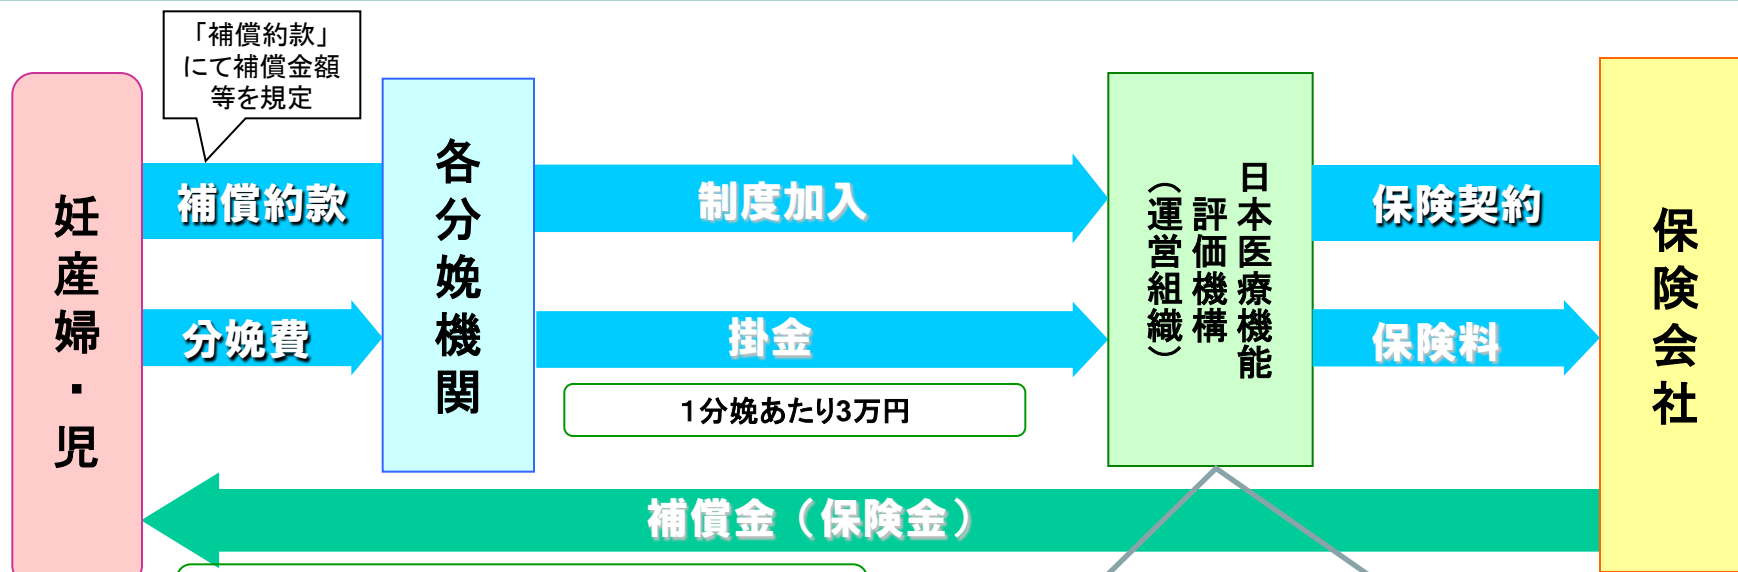 「補償約款」
にて補償金額
等を規定
妊産婦・児
補償約款
分娩費
各分娩機関
制度加入
掛金
1分娩あたり3万円
日本医療機能
評価機構
（運営組織）
保険契約
保険料
保険会社
補償金（保険金）